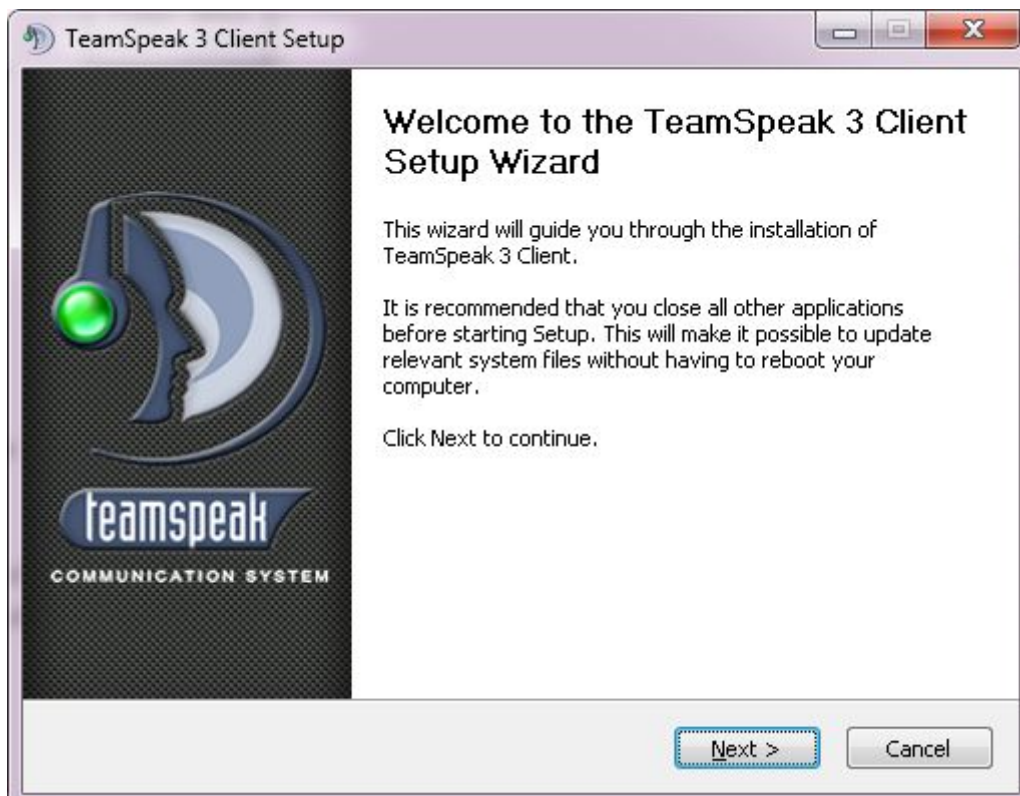 TeamSpeak 3 Client Setup
Welcome to the TeamSpeak 3 Client
Setup Wizard
This wizard will guide you through the installation of
TeamSpeak 3 Client.
It is recommended that you close all other applications
before starting Setup. This will make it possible to update
relevant system files without having to reboot your
computer.
Click Next to continue.
teamspeak
COMMUNICATION SYSTEM
Next >
Cancel